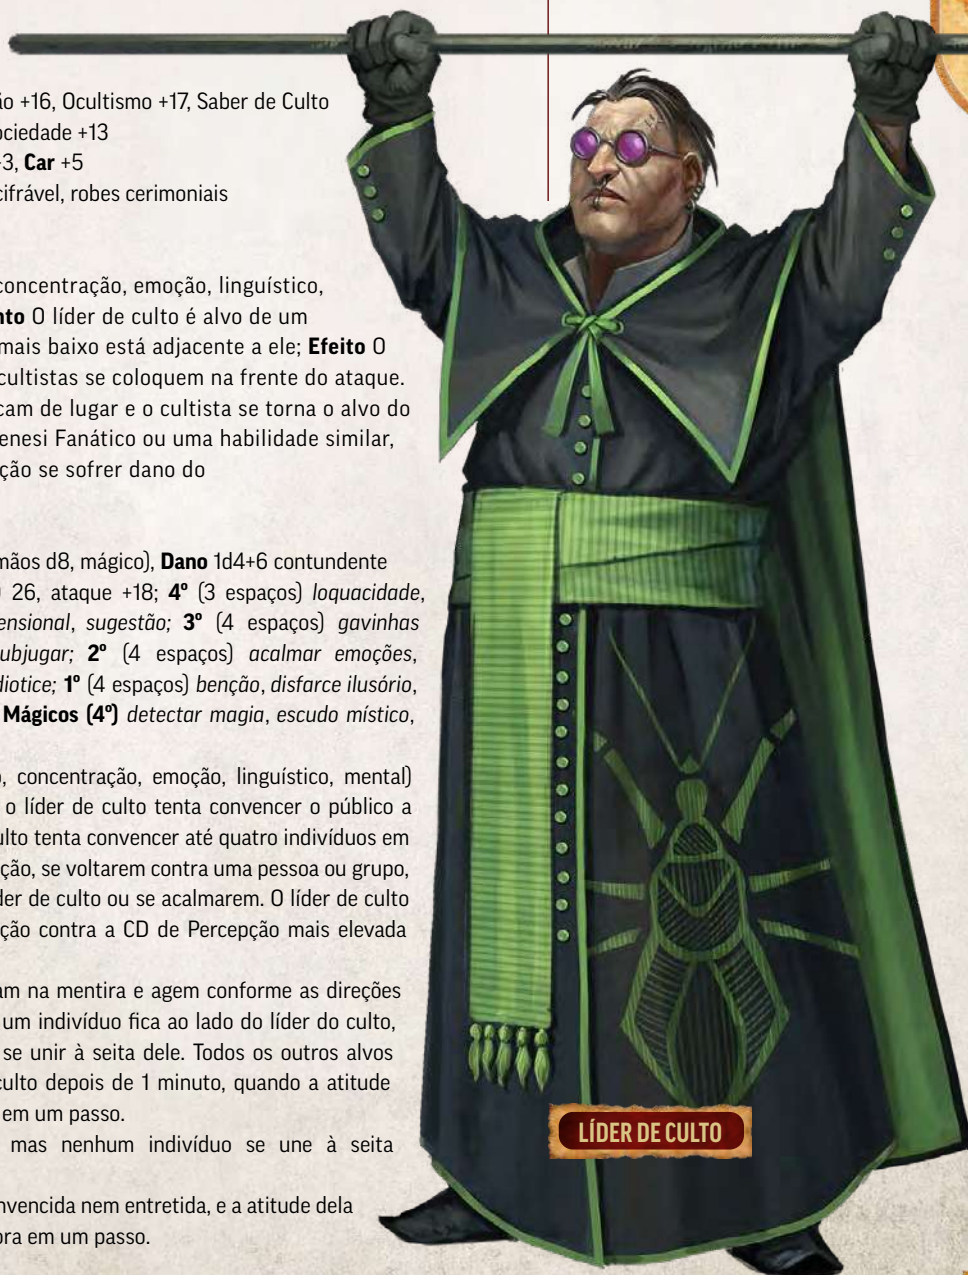 ão +16, Ocultismo +17, Saber de Culto
ociedade +13
+3, Car +5
cifrável, robes cerimoniais
concentração, emoção, linguístico,
nto O líder de culto é alvo de um
mais baixo está adjacente a ele; Efeito O
cultistas se coloquem na frente do ataque.
cam de lugar e o cultista se torna o alvo do
enesi Fanático ou uma habilidade similar,
ção se sofrer dano do
mãos d8, mágico), Dano 1d4+6 contundente
26, ataque +18; 4º (3 espaços) loquacidade,
ensional, sugestão; 3º (4 espaços) gavinhas
ubjugar; 2º (4 espaços) acalmar emoções,
diotice; 1º (4 espaços) benção, disfarce ilusório,
Mágicos (4º) detectar magia, escudo místico,
o, concentração, emoção, linguístico, mental)
o líder de culto tenta convencer o público a
ulto tenta convencer até quatro indivíduos em
ção, se voltarem contra uma pessoa ou grupo,
der de culto ou se acalmarem. O líder de culto
ção contra a CD de Percepção mais elevada
am na mentira e agem conforme as direções
um indivíduo fica ao lado do líder do culto,
se unir à seita dele. Todos os outros alvos
culto depois de 1 minuto, quando a atitude
em um passo.
mas nenhum indivíduo se une à seita
nvencida nem entretida, e a atitude dela
ora em um passo.
LÍDER DE CULTO